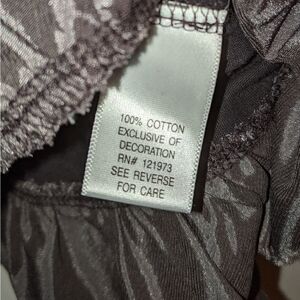 100% COTTON
EXCLUSIVE OF
DECORATION
RN# 121973
SEE REVERSE
FOR CARE